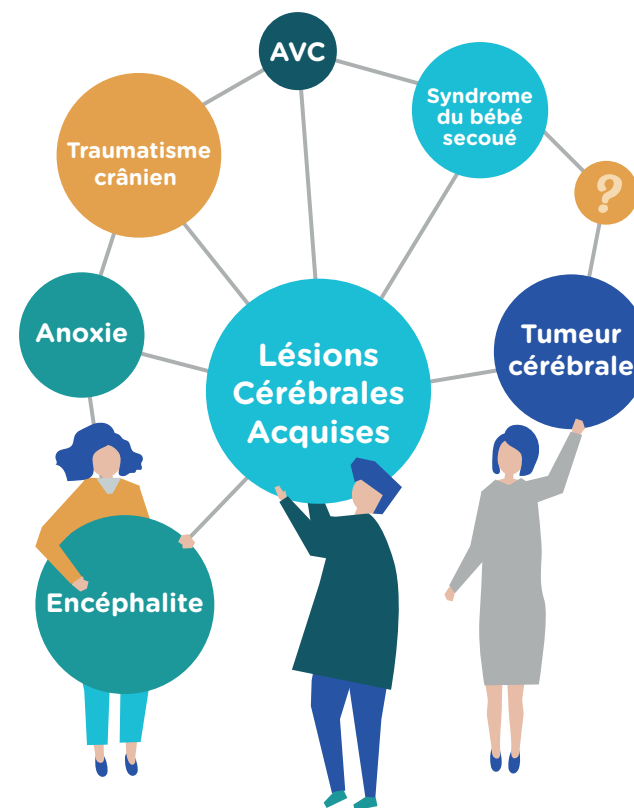 AVC
Syndrome
du bébé
secoué
Traumatisme
crânien
?
Anoxie
Tumeur
cérébrale
Lésions
Cérébrales
Acquises
Encéphalite